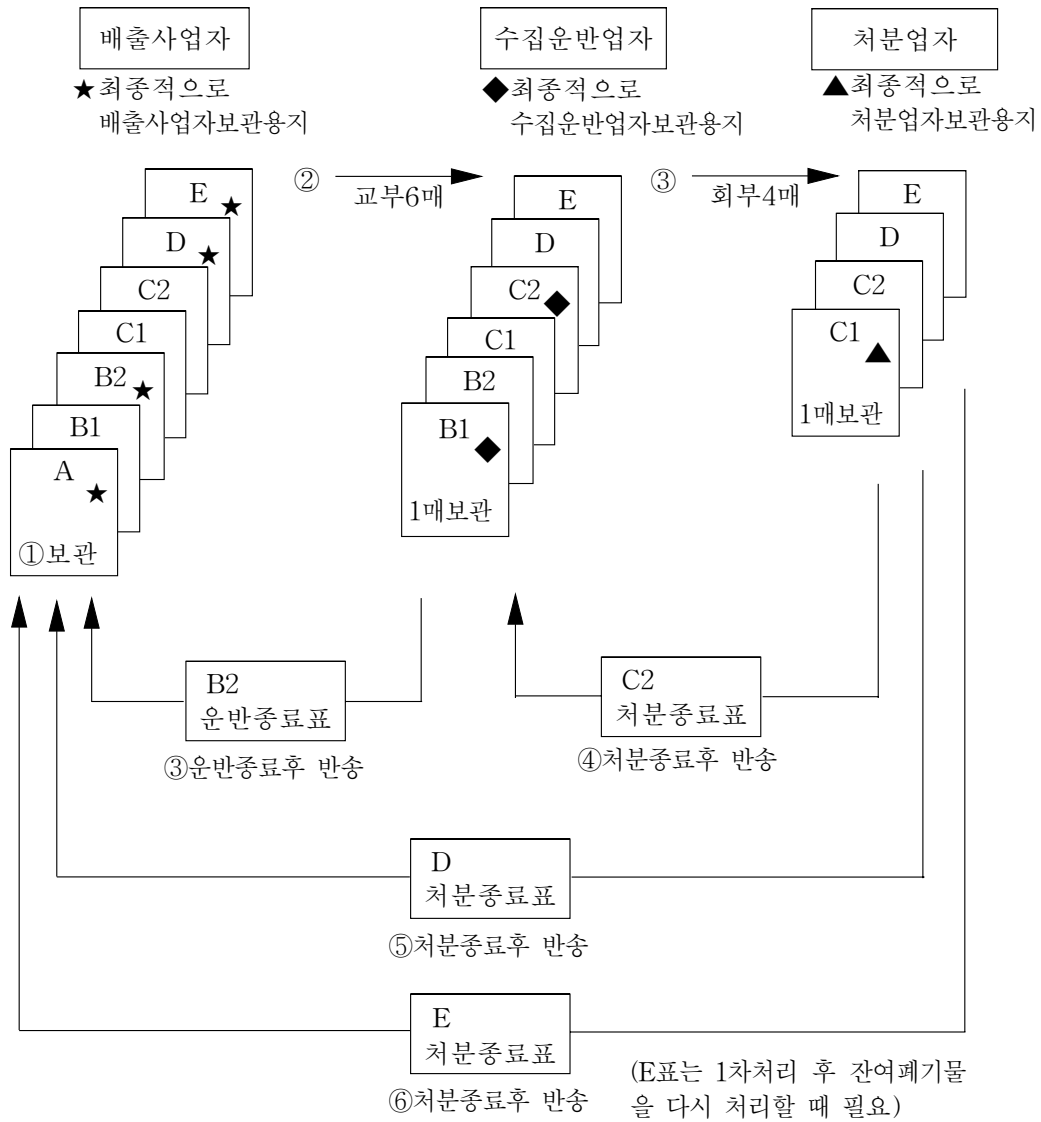 배출사업자
★최종적으로
배출사업자보관용지
수집운반업자
◆최종적으로
수집운반업자보관용지
처분업자
▲최종적으로
처분업자보관용지
E
★
D
★
C2
C1
B2
★
B1
A
★
①보관
②
교부6매
E
D
C2
◆
C1
B2
B1
◆
1매보관
③
회부4매
E
D
C2
C1
▲
1매보관
B2
운반종료표
③운반종료후 반송
C2
처분종료표
④처분종료후 반송
D
처분종료표
⑤처분종료후 반송
E
처분종료표
⑥처분종료후 반송
(E표는 1차처리 후 잔여폐기물
을 다시 처리할 때 필요)